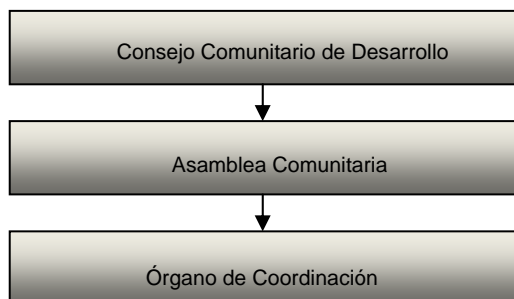 Consejo Comunitario de Desarrollo
Asamblea Comunitaria
Órgano de Coordinación